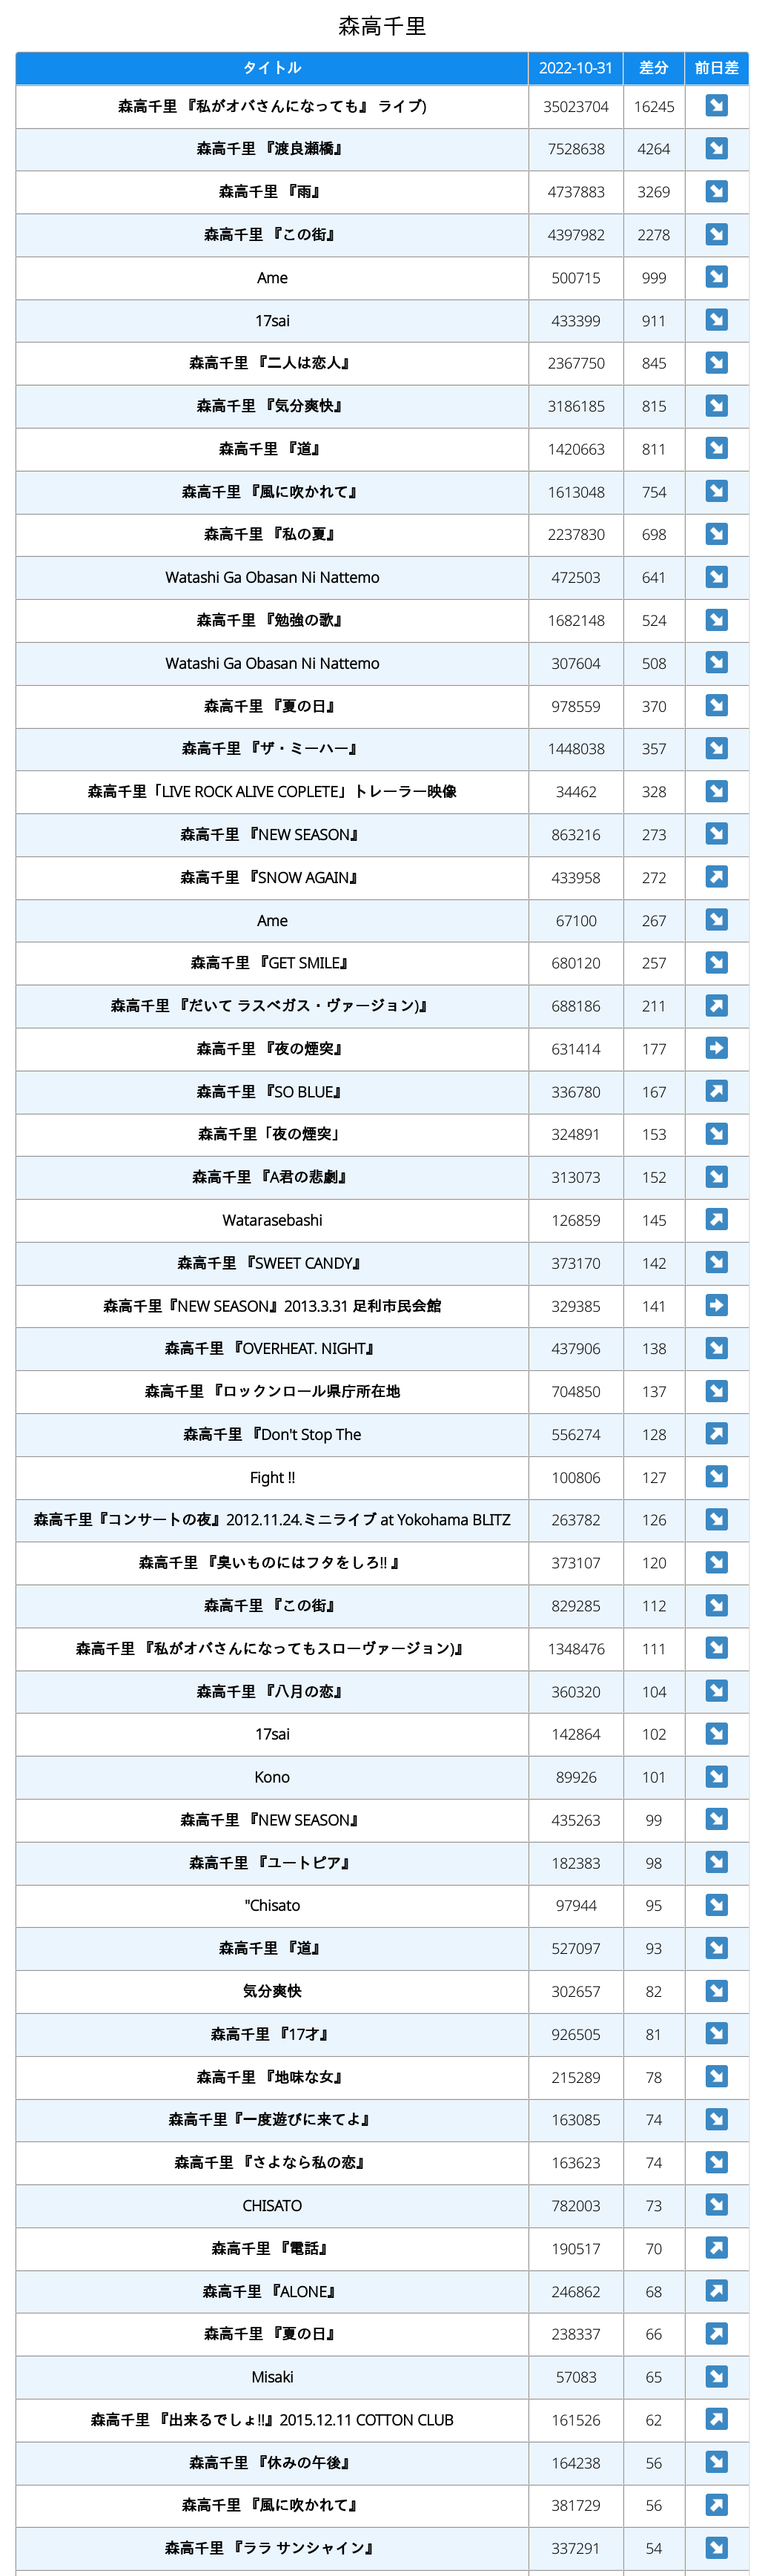 森高千里
タイトル 2022-10-31 差分 前日差
森高千里 『私がオバさんになっても』 ライブ) 35023704 16245
森高千里 『渡良瀬橋』 7528638 4264
森高千里 『雨』 4737883 3269
森高千里 『この街』 4397982 2278
Ame 500715 999
17sai 433399 911
森高千里 『二人は恋人』 2367750 845
森高千里 『気分爽快』 3186185 815
森高千里 『道』 1420663 811
森高千里 『風に吹かれて』 1613048 754
森高千里 『私の夏』 2237830 698
Watashi Ga Obasan Ni Nattemo 472503 641
森高千里 『勉強の歌』 1682148 524
Watashi Ga Obasan Ni Nattemo 307604 508
森高千里 『夏の日』 978559 370
森高千里 『ザ・ミーハー』 1448038 357
森高千里「LIVE ROCK ALIVE COPLETE」トレーラー映像 34462 328
森高千里 『NEW SEASON』 863216 273
森高千里 『SNOW AGAIN』 433958 272
Ame 67100 267
森高千里 『GET SMILE』 680120 257
森高千里 『だいて ラスベガス・ヴァージョン)』 688186 211
森高千里 『夜の煙突』 631414 177
森高千里 『SO BLUE』 336780 167
森高千里「夜の煙突」 324891 153
森高千里 『A君の悲劇』 313073 152
Watarasebashi 126859 145
森高千里 『SWEET CANDY』 373170 142
森高千里『NEW SEASON』2013.3.31 足利市民会館 329385 141
森高千里 『OVERHEAT. NIGHT』 437906 138
森高千里 『ロックンロール県庁所在地 704850 137
森高千里 『Don't Stop The 556274 128
Fight !! 100806 127
森高千里『コンサートの夜』2012.11.24.ミニライブ at Yokohama BLITZ 263782 126
森高千里 『臭いものにはフタをしろ!! 』 373107 120
森高千里 『この街』 829285 112
森高千里 『私がオバさんになってもスローヴァージョン)』 1348476 111
森高千里 『八月の恋』 360320 104
17sai 142864 102
Kono 89926 101
森高千里 『NEW SEASON』 435263 99
森高千里 『ユートピア』 182383 98
"Chisato 97944 95
森高千里 『道』 527097 93
気分爽快 302657 82
森高千里 『17才』 926505 81
森高千里 『地味な女』 215289 78
森高千里『一度遊びに来てよ』 163085 74
森高千里 『さよなら私の恋』 163623 74
CHISATO 782003 73
森高千里 『電話』 190517 70
森高千里 『ALONE』 246862 68
森高千里 『夏の日』 238337 66
Misaki 57083 65
森高千里 『出来るでしょ!!』2015.12.11 COTTON CLUB 161526 62
森高千里 『休みの午後』 164238 56
森高千里 『風に吹かれて』 381729 56
森高千里 『ララ サンシャイン』 337291 54